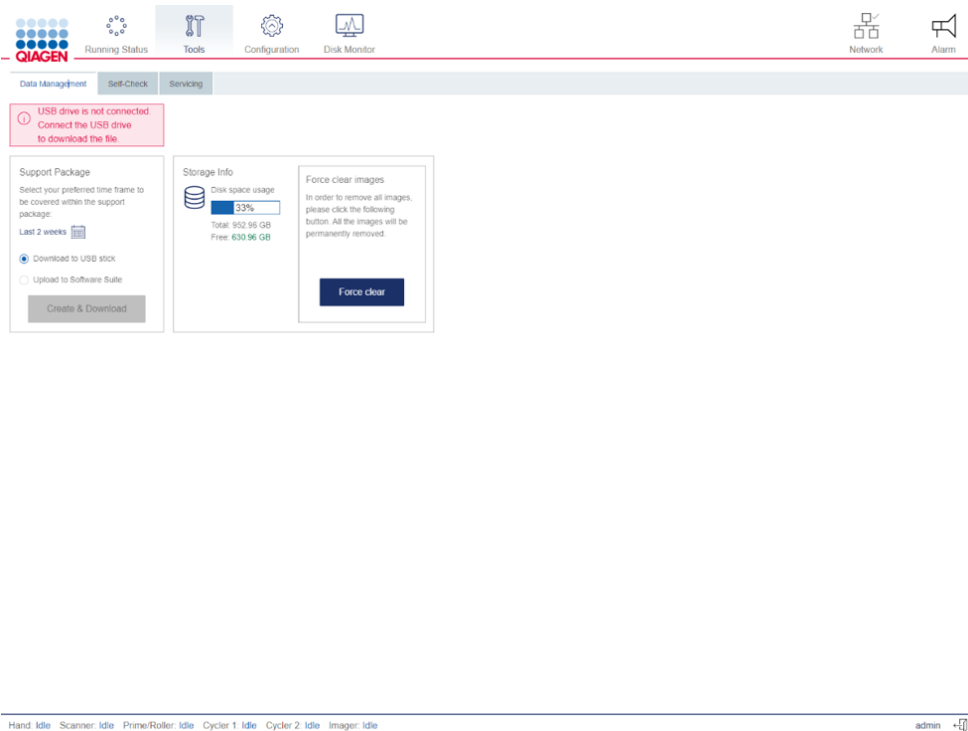 QIAGEN
Running Status
Tools
Configuration
Disk Monitor
Network
Alarm
Data Management
Self-Check
Servicing
USB drive is not connected.
Connect the USB drive
to download the file.
Support Package
Select your preferred time frame to
be covered within the support
package:
Last 2 weeks
Download to USB stick
Upload to Software Suite
Create & Download
Storage Info
Disk space usage
33%
Total: 952.96 GB
Free: 630.96 GB
Force clear images
In order to remove all images,
please click the following
button. All the images will be
permanently removed.
Force clear
Hand: Idle Scanner: Idle Prime/Roller: Idle Cycler 1: Idle Cycler 2: Idle Imager: Idle
admin